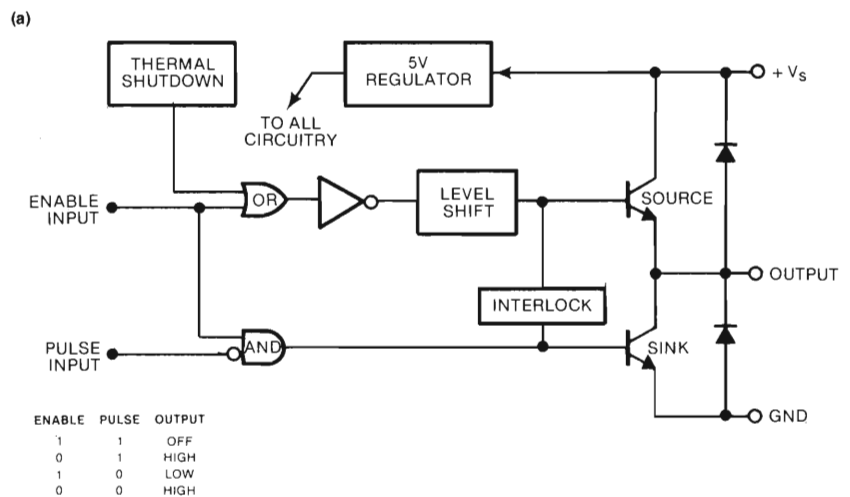 (a)
THERMAL
SHUTDOWN
5V
REGULATOR
+ Vs
TO ALL
CIRCUITRY
ENABLE
INPUT
OR
LEVEL
SHIFT
SOURCE
OUTPUT
INTERLOCK
PULSE
INPUT
AND
SINK
GND
ENABLE PULSE OUTPUT
1 1 OFF
0 1 HIGH
1 0 LOW
0 0 HIGH